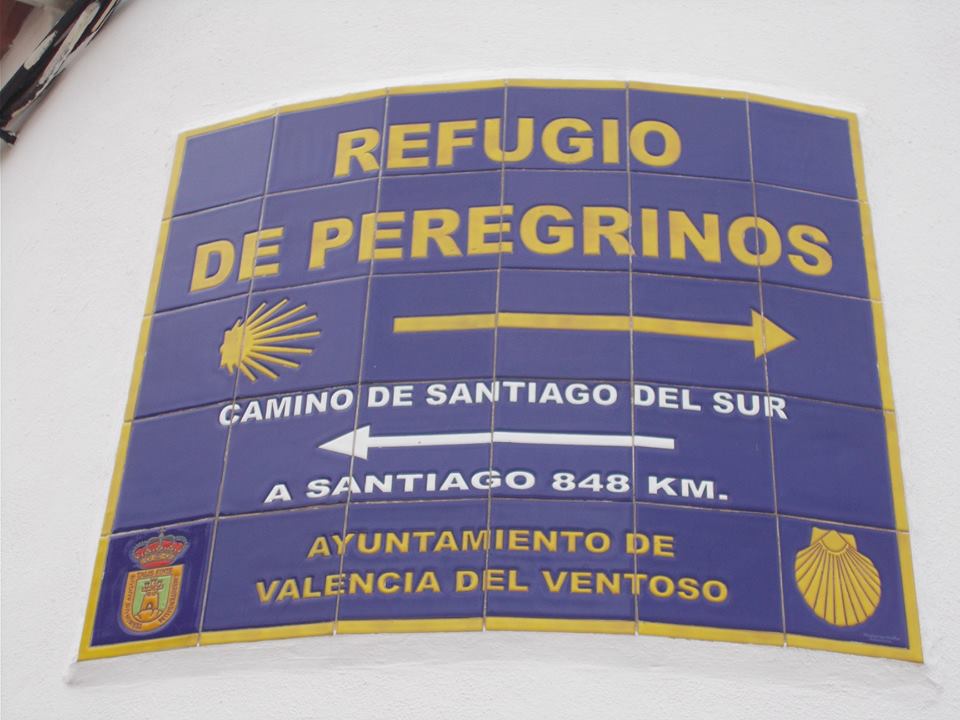 REFUGIO
DE PEREGRINOS
CAMINO DE SANTIAGO DEL SUR
A SANTIAGO 848 KM.
AYUNTAMIENTO DE
VALENCIA DEL VENTOSO